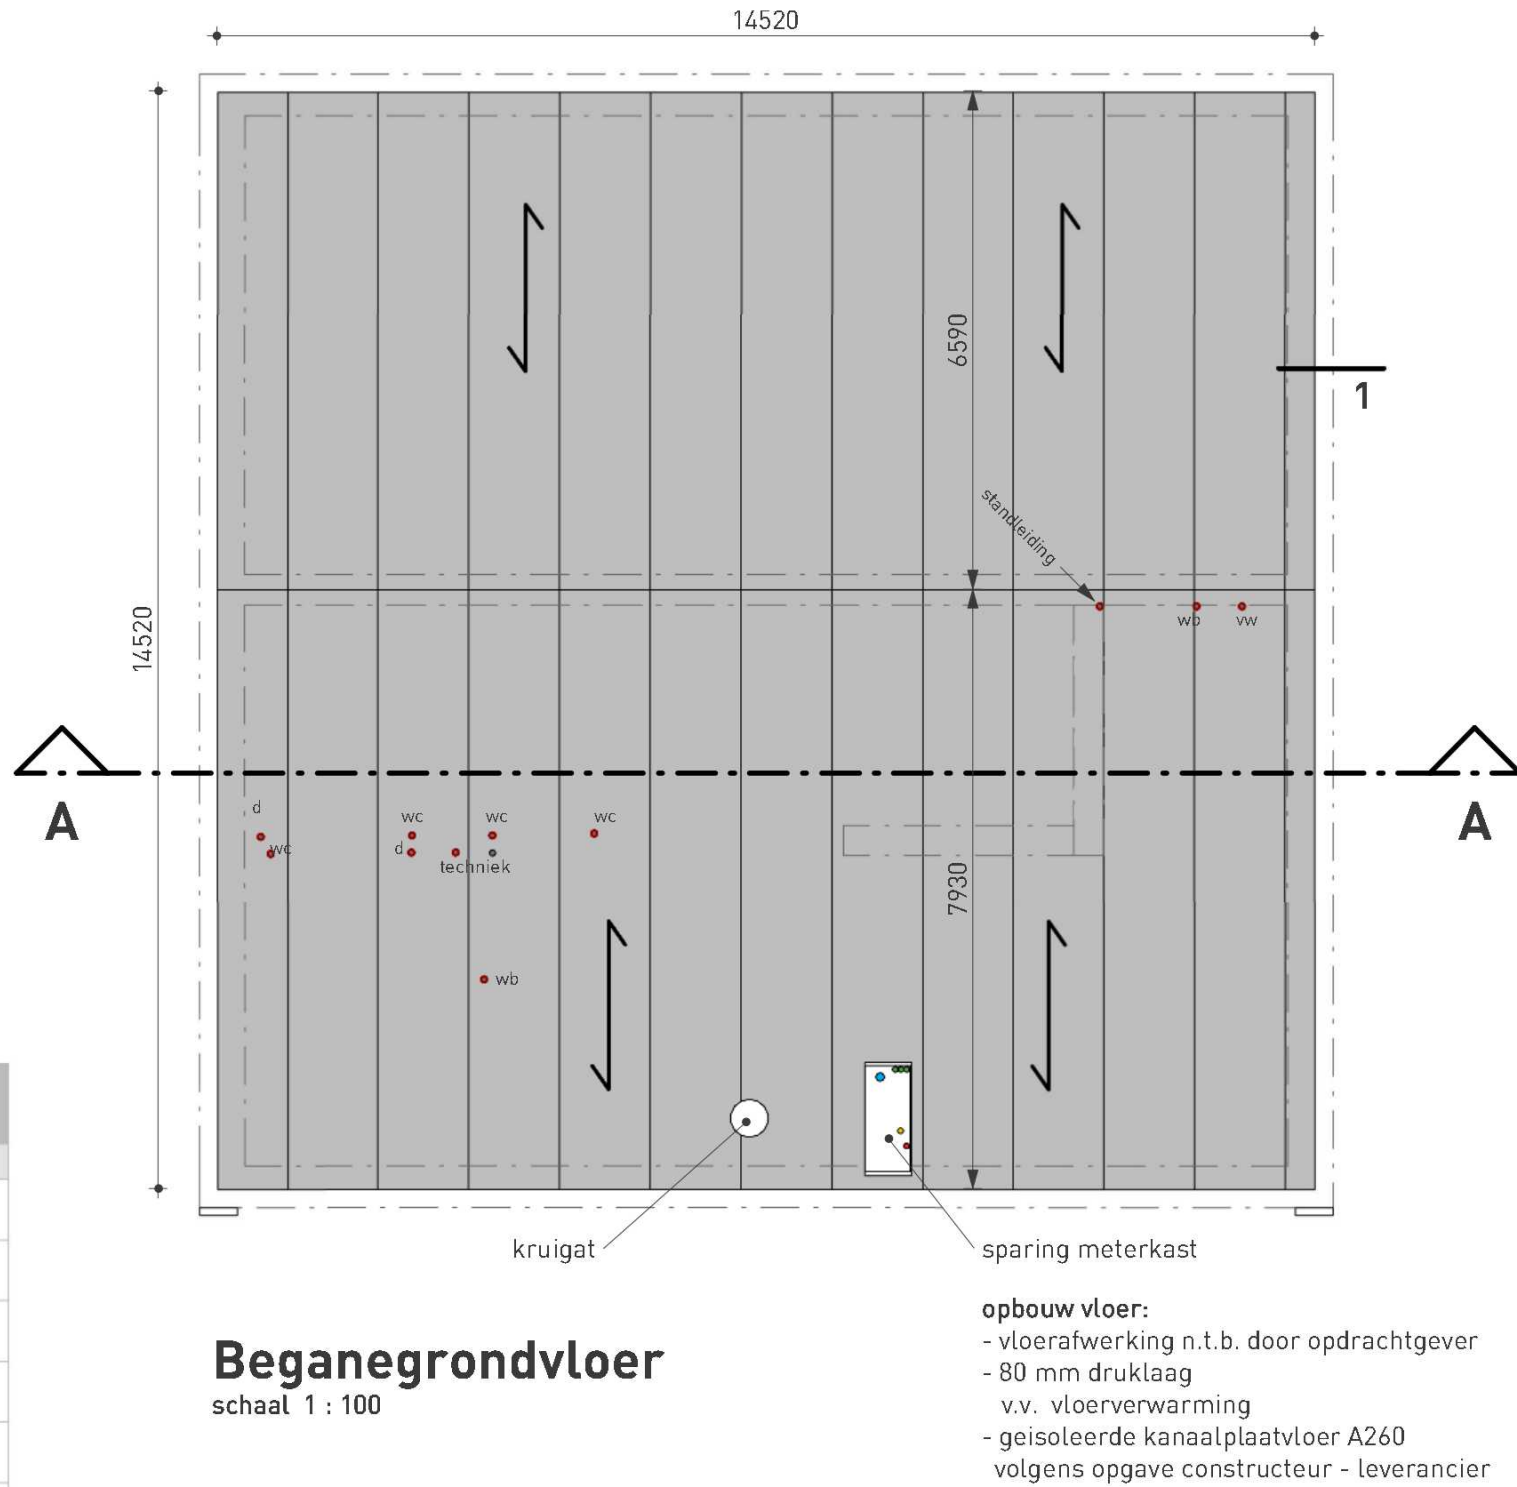 14520
6590
1
standleiding
14520
wb
vw
A
A
d
wc
wc
wc
wc
d
techniek
7930
wb
kruigat
sparing meterkast
opbouw vloer:
- vloerafwerking n.t.b. door opdrachtgever
- 80 mm druklaag
v.v. vloerverwarming
- geisoleerde kanaalplaatvloer A260
volgens opgave constructeur - leverancier
Beganegrondvloer
schaal 1 : 100